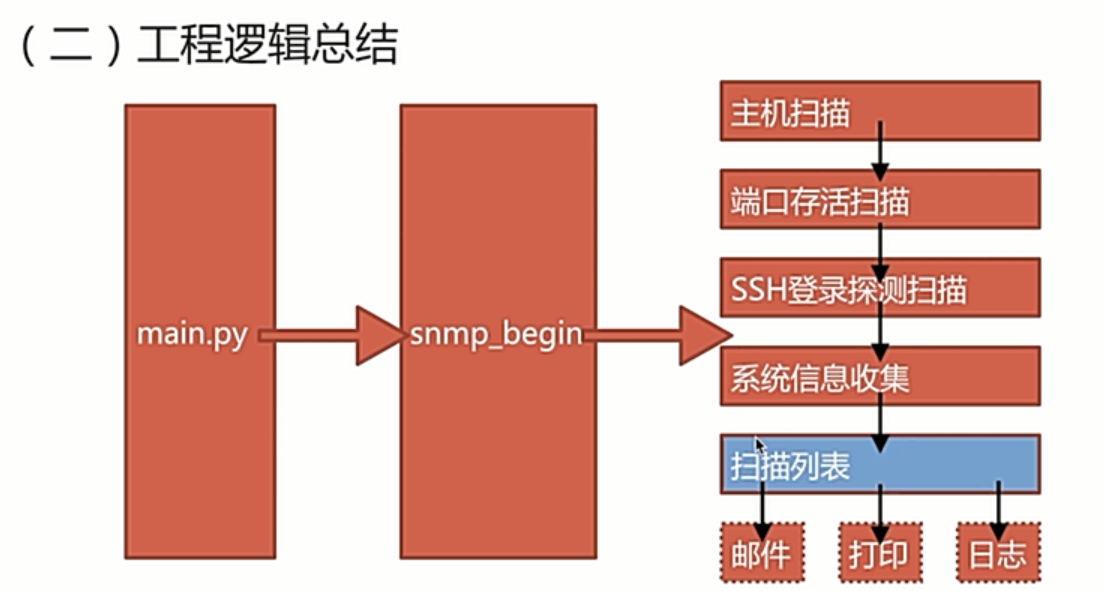 （二）工程逻辑总结
main.py
snmp_begin
主机扫描
端口存活扫描
SSH登录探测扫描
系统信息收集
扫描列表
邮件
打印
日志